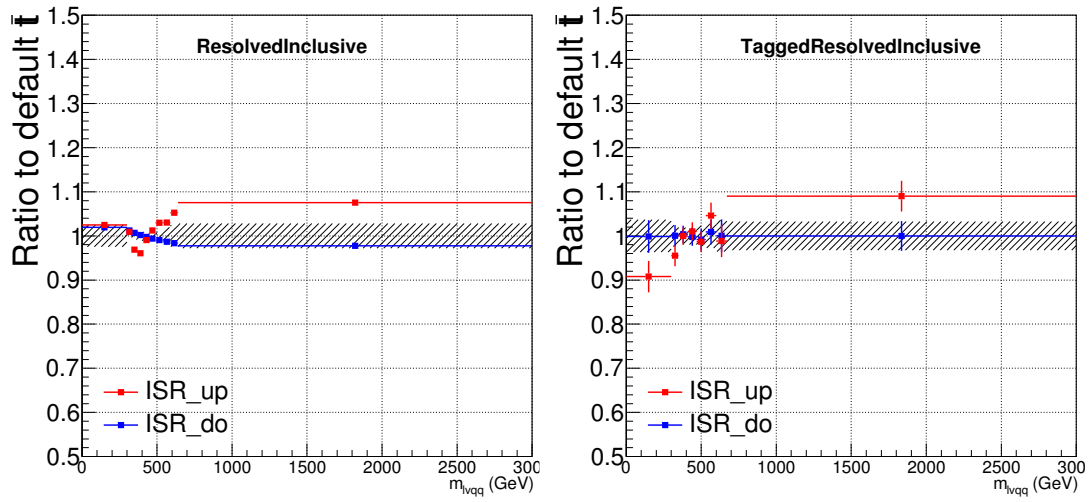 Ratio to default t̄t
ResolvedInclusive
1.5
1.4
1.3
1.2
1.1
1
0.9
0.8
0.7
0.6
0.5
ISR_up
ISR_do
0 500 1000 1500 2000 2500 300
m_lvqq (GeV)
Ratio to default t̄t
TaggedResolvedInclusive
1.5
1.4
1.3
1.2
1.1
1
0.9
0.8
0.7
0.6
0.5
ISR_up
ISR_do
0 500 1000 1500 2000 2500 3000
m_lvqq (GeV)